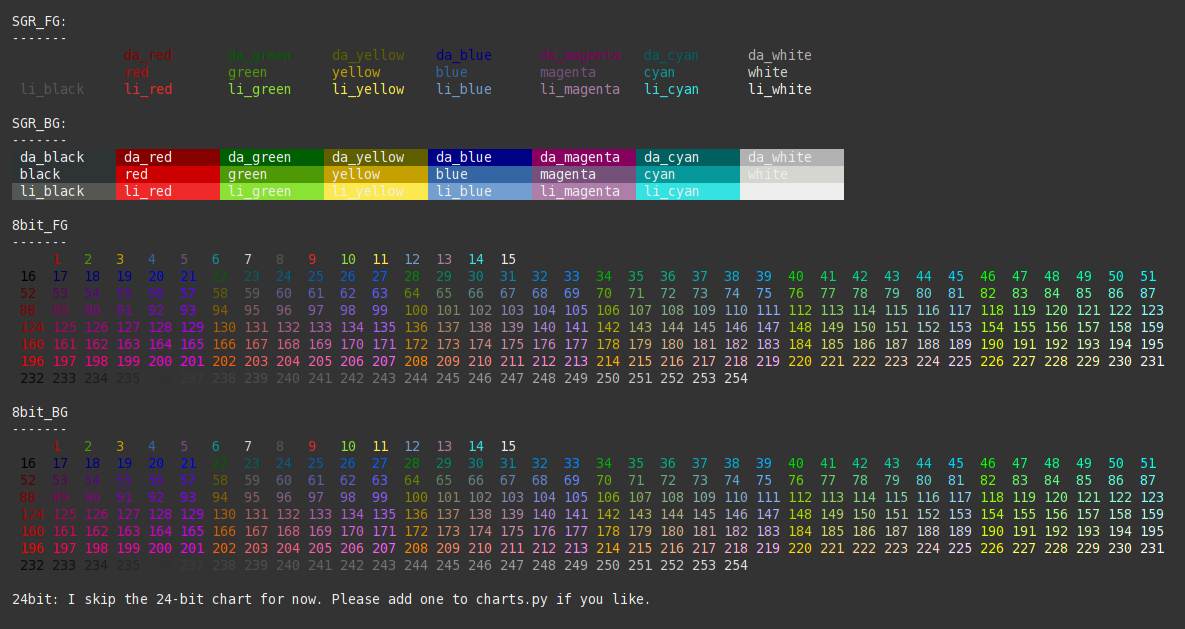 SGR_FG:
-------
da_red da_green da_yellow da_blue da_magenta da_cyan da_white
red green yellow blue magenta cyan white
li_black li_red li_green li_yellow li_blue li_magenta li_cyan li_white
SGR_BG:
-------
da_black da_red da_green da_yellow da_blue da_magenta da_cyan da_white
black red green yellow blue magenta cyan white
li_black li_red li_green li_yellow li_blue li_magenta li_cyan
8bit_FG
-------
1 2 3 4 5 6 7 8 9 10 11 12 13 14 15
16 17 18 19 20 21 22 23 24 25 26 27 28 29 30 31 32 33 34 35 36 37 38 39 40 41 42 43 44 45 46 47 48 49 50 51
52 53 54 55 56 57 58 59 60 61 62 63 64 65 66 67 68 69 70 71 72 73 74 75 76 77 78 79 80 81 82 83 84 85 86 87
88 89 90 91 92 93 94 95 96 97 98 99 100 101 102 103 104 105 106 107 108 109 110 111 112 113 114 115 116 117 118 119 120 121 122 123
124 125 126 127 128 129 130 131 132 133 134 135 136 137 138 139 140 141 142 143 144 145 146 147 148 149 150 151 152 153 154 155 156 157 158 159
160 161 162 163 164 165 166 167 168 169 170 171 172 173 174 175 176 177 178 179 180 181 182 183 184 185 186 187 188 189 190 191 192 193 194 195
196 197 198 199 200 201 202 203 204 205 206 207 208 209 210 211 212 213 214 215 216 217 218 219 220 221 222 223 224 225 226 227 228 229 230 231
232 233 234 235 237 238 239 240 241 242 243 244 245 246 247 248 249 250 251 252 253 254
8bit_BG
-------
1 2 3 4 5 6 7 8 9 10 11 12 13 14 15
16 17 18 19 20 21 22 23 24 25 26 27 28 29 30 31 32 33 34 35 36 37 38 39 40 41 42 43 44 45 46 47 48 49 50 51
52 53 54 55 56 57 58 59 60 61 62 63 64 65 66 67 68 69 70 71 72 73 74 75 76 77 78 79 80 81 82 83 84 85 86 87
88 89 90 91 92 93 94 95 96 97 98 99 100 101 102 103 104 105 106 107 108 109 110 111 112 113 114 115 116 117 118 119 120 121 122 123
124 125 126 127 128 129 130 131 132 133 134 135 136 137 138 139 140 141 142 143 144 145 146 147 148 149 150 151 152 153 154 155 156 157 158 159
160 161 162 163 164 165 166 167 168 169 170 171 172 173 174 175 176 177 178 179 180 181 182 183 184 185 186 187 188 189 190 191 192 193 194 195
196 197 198 199 200 201 202 203 204 205 206 207 208 209 210 211 212 213 214 215 216 217 218 219 220 221 222 223 224 225 226 227 228 229 230 231
232 233 234 235 237 238 239 240 241 242 243 244 245 246 247 248 249 250 251 252 253 254
24bit: I skip the 24-bit chart for now. Please add one to charts.py if you like.